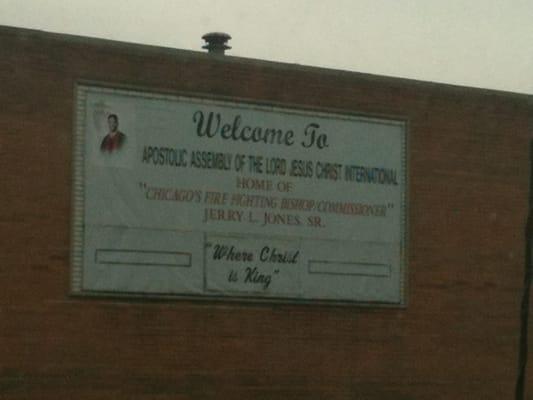 Welcome To
APOSTOLIC ASSEMBLY OF THE LORD JESUS CHRIST INTERNATIONAL
HOME OF
"CHICAGO'S FIRE FIGHTING BISHOP/COMMISSIONER"
JERRY L. JONES, SR.
"Where Christ
is King"